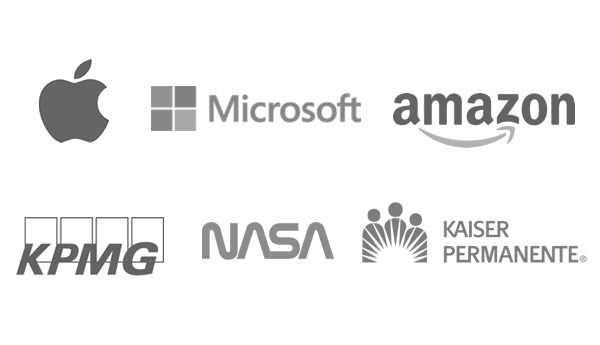 Microsoft
amazon
KPMG
NASA
KAISER
PERMANENTE®